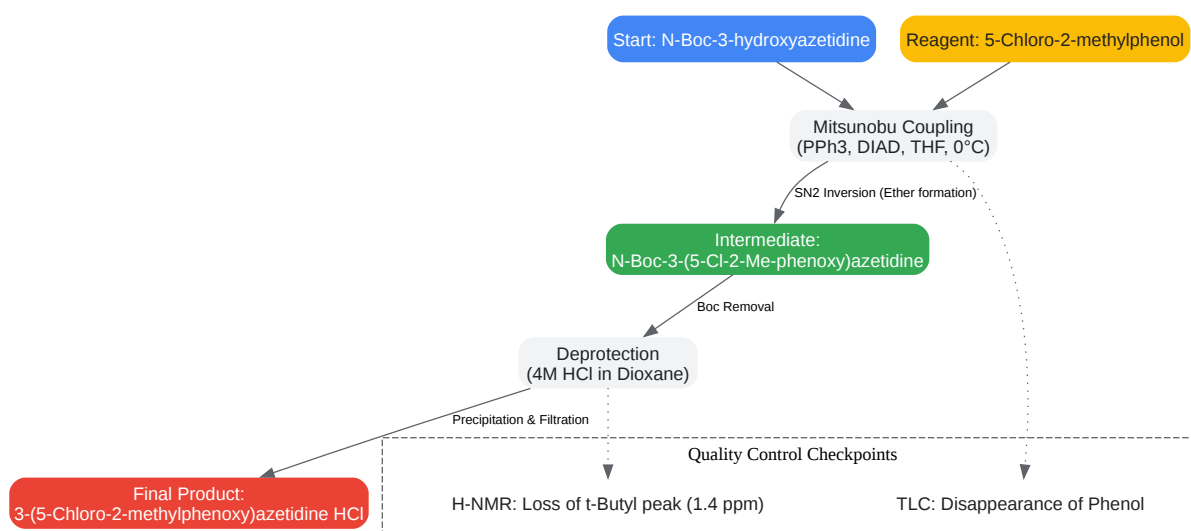 Start: N-Boc-3-hydroxyazetidine
Reagent: 5-Chloro-2-methylphenol
Mitsunobu Coupling
(PPh3, DIAD, THF, 0°C)
SN2 Inversion (Ether formation)
Intermediate:
N-Boc-3-(5-Cl-2-Me-phenoxy)azetidine
Boc Removal
Deprotection
(4M HCl in Dioxane)
Precipitation & Filtration
Quality Control Checkpoints
Final Product:
3-(5-Chloro-2-methylphenoxy)azetidine HCl
H-NMR: Loss of t-Butyl peak (1.4 ppm)
TLC: Disappearance of Phenol